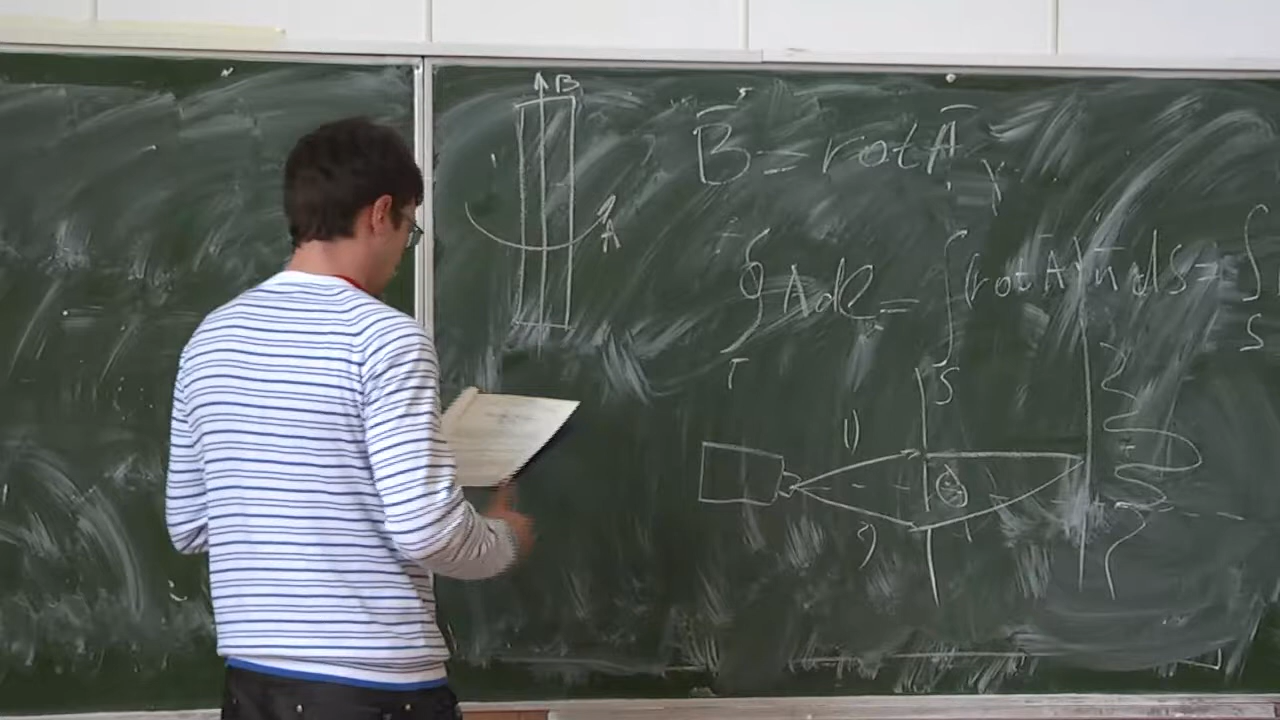 B
A
B̄ = rot Ā
∮ Ā dℓ = ∫ (rot Ā) n̄ ds = ∫
Γ S S
1)
2